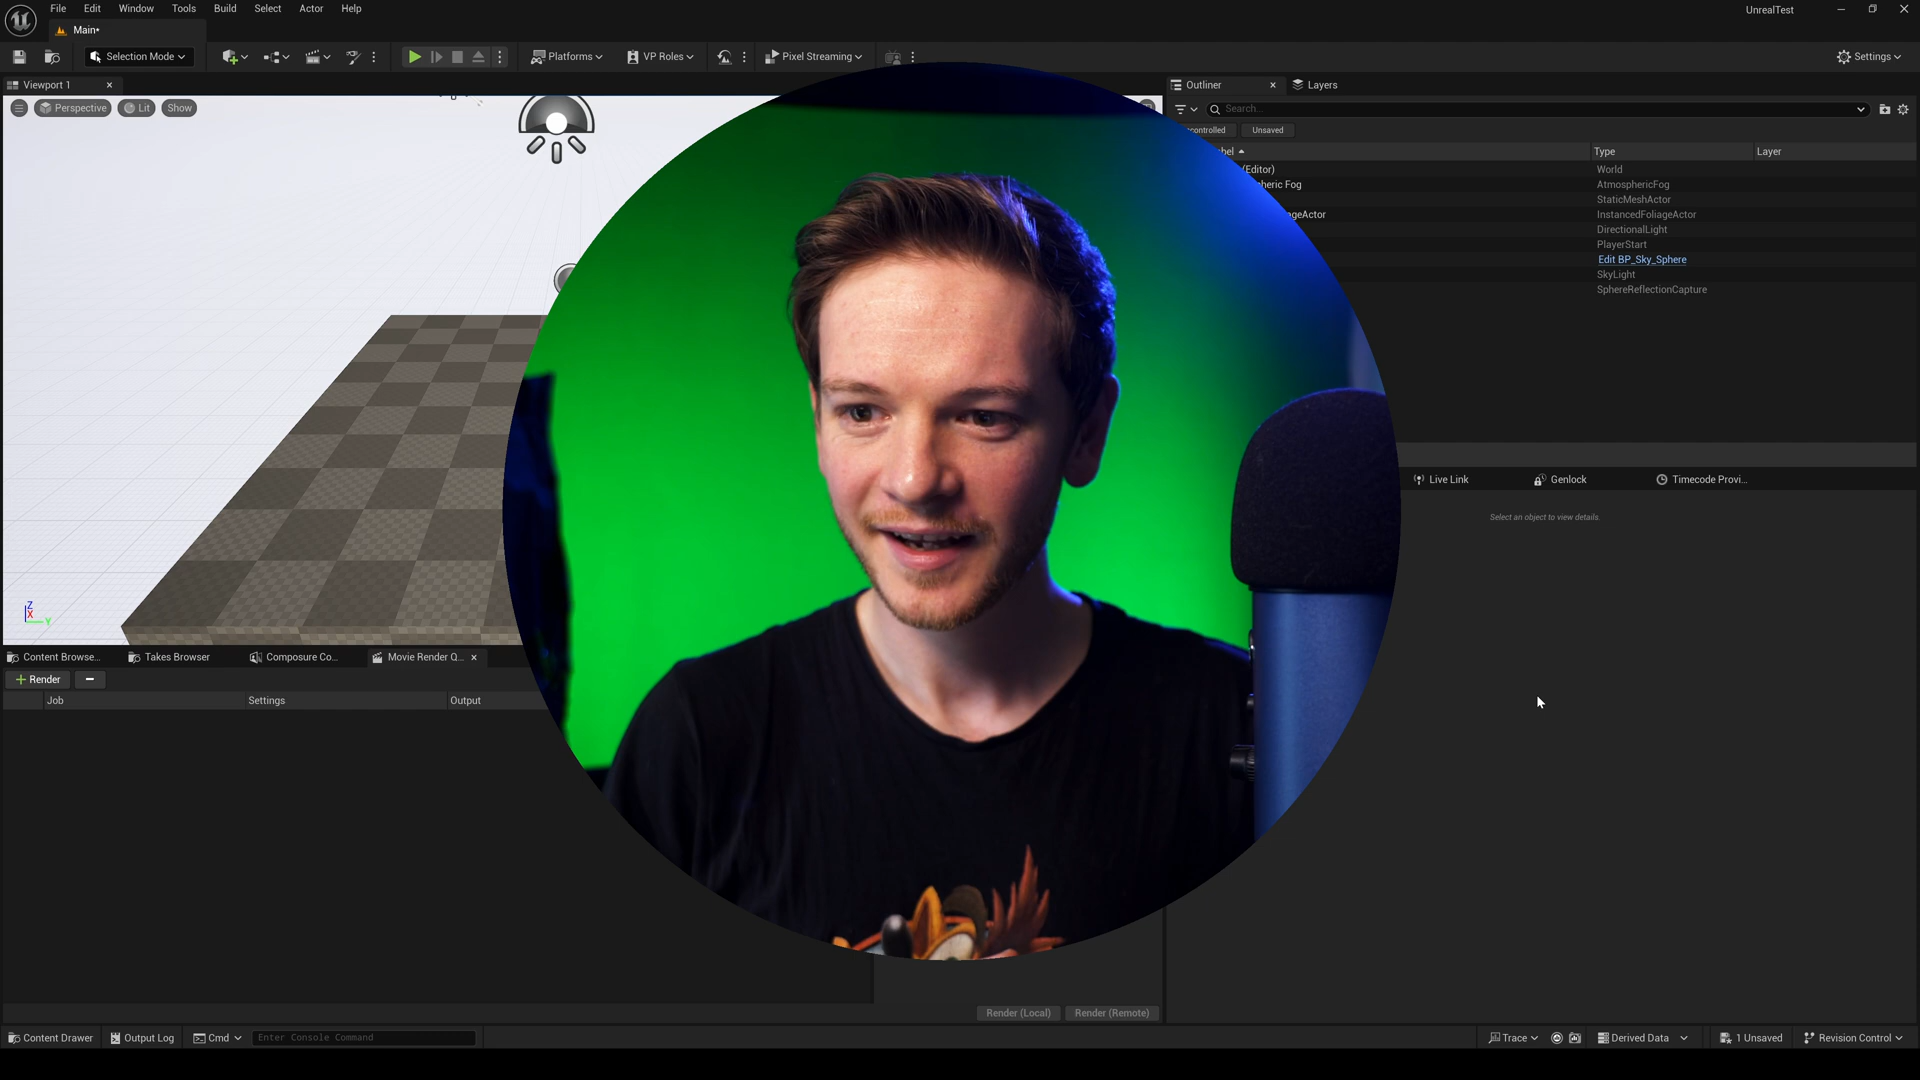 File Edit Window Tools Build Select Actor Help
UnrealTest
Main*
Selection Mode
Platforms
VP Roles
Pixel Streaming
Settings
Viewport 1
Perspective
Lit
Show
Outliner
Layers
Search...
controlled
Unsaved
Type
Layer
(Editor)
World
Fog
AtmosphericFog
StaticMeshActor
geActor
InstancedFoliageActor
DirectionalLight
PlayerStart
Edit BP_Sky_Sphere
SkyLight
SphereReflectionCapture
Live Link
Genlock
Timecode Provi...
Select an object to view details.
Z
X
Y
Content Browse...
Takes Browser
Composure Co...
Movie Render Q...
+ Render
Job
Settings
Output
Render (Local)
Render (Remote)
Content Drawer
Output Log
Cmd
Enter Console Command
Trace
Derived Data
1 Unsaved
Revision Control